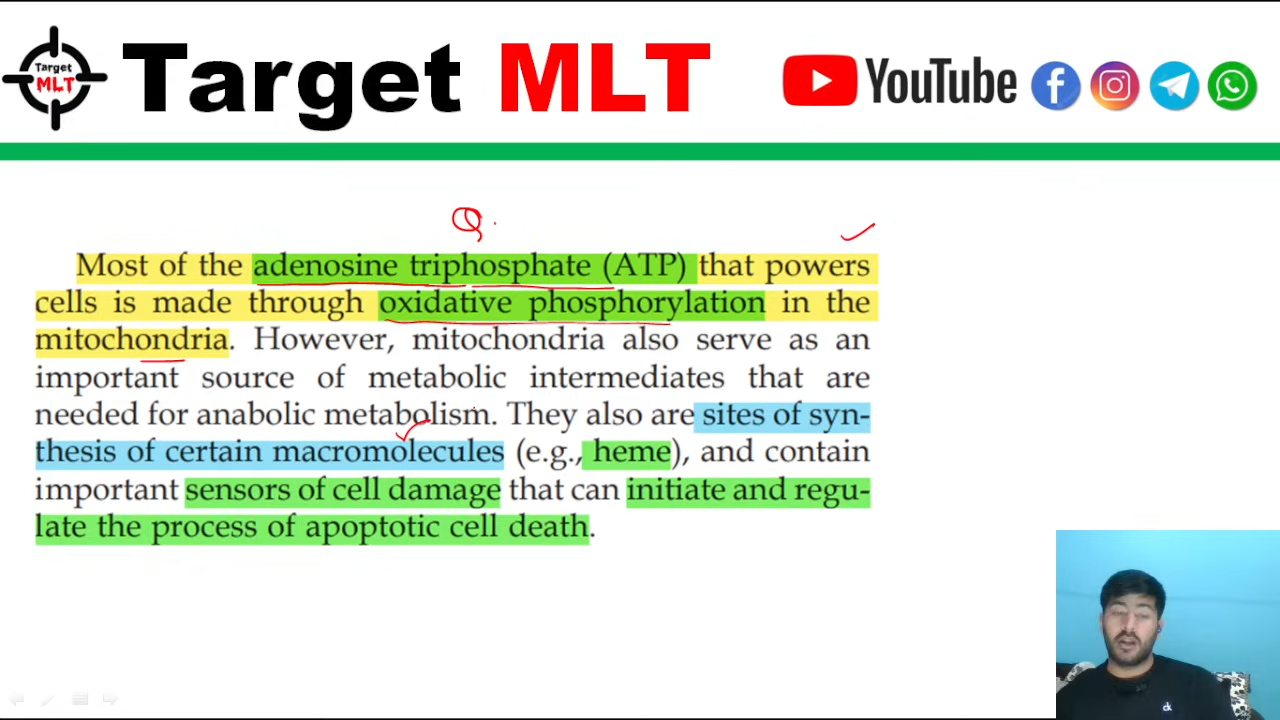 Target MLT
Target MLT
YouTube
Q.
Most of the adenosine triphosphate (ATP) that powers
cells is made through oxidative phosphorylation in the
mitochondria. However, mitochondria also serve as an
important source of metabolic intermediates that are
needed for anabolic metabolism. They also are sites of syn-
thesis of certain macromolecules (e.g., heme), and contain
important sensors of cell damage that can initiate and regu-
late the process of apoptotic cell death.